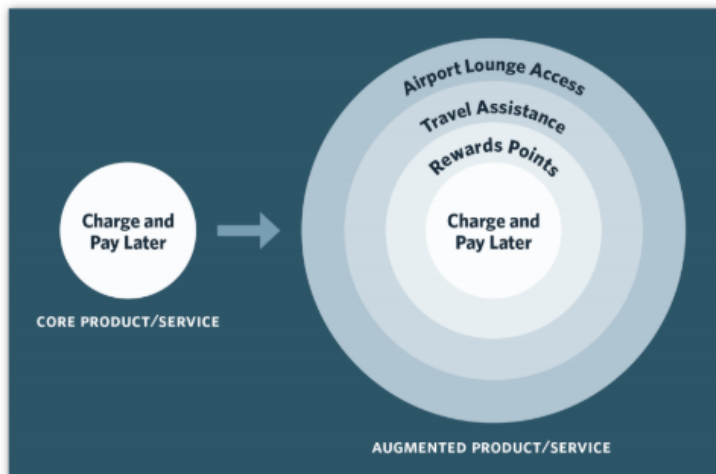 Airport Lounge Access
Travel Assistance
Rewards Points
Charge and
Pay Later
Charge and
Pay Later
CORE PRODUCT/SERVICE
AUGMENTED PRODUCT/SERVICE